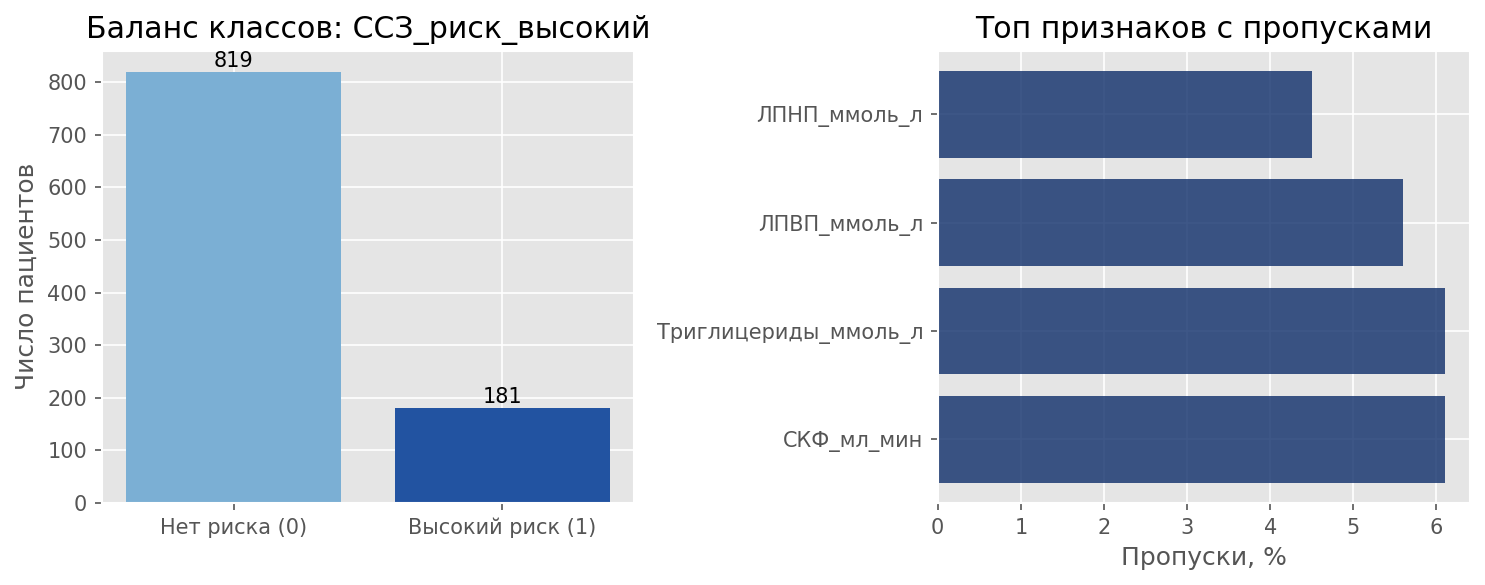 Баланс классов: ССЗ_риск_высокий
819
800
700
600
500
400
300
200
100
0
181
Число пациентов
Нет риска (0)
Высокий риск (1)
Топ признаков с пропусками
ЛПНП_ммоль_л
ЛПВП_ммоль_л
Триглицериды_ммоль_л
СКФ_мл_мин
0 1 2 3 4 5 6
Пропуски, %